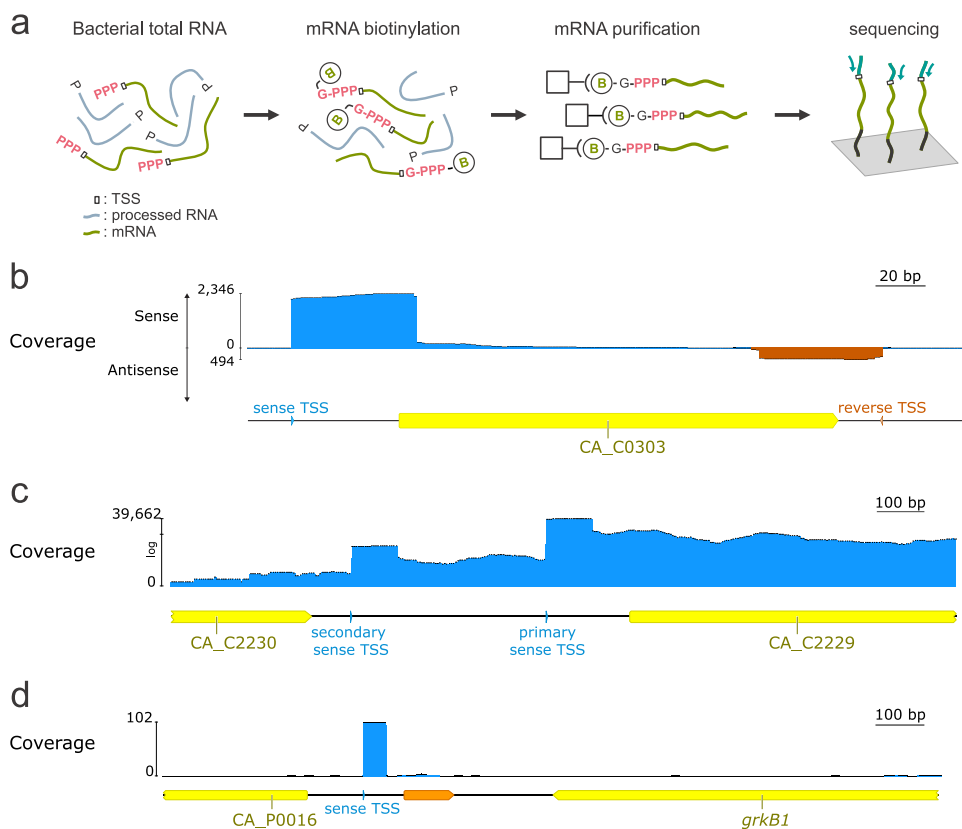 a
Bacterial total RNA
mRNA biotinylation
mRNA purification
sequencing
P
PPP
P
P
P
PPP
PPP
B
G-PPP
B
G-PPP
P
P
G-PPP
B
B
G
PPP
B
G
PPP
B
G
PPP
: TSS
: processed RNA
: mRNA
b
20 bp
2,346
Sense
Coverage
0
494
Antisense
sense TSS
reverse TSS
CA_C0303
c
100 bp
39,662
Coverage
log
0
CA_C2230
secondary
sense TSS
primary
sense TSS
CA_C2229
d
100 bp
102
Coverage
0
CA_P0016
sense TSS
grkB1